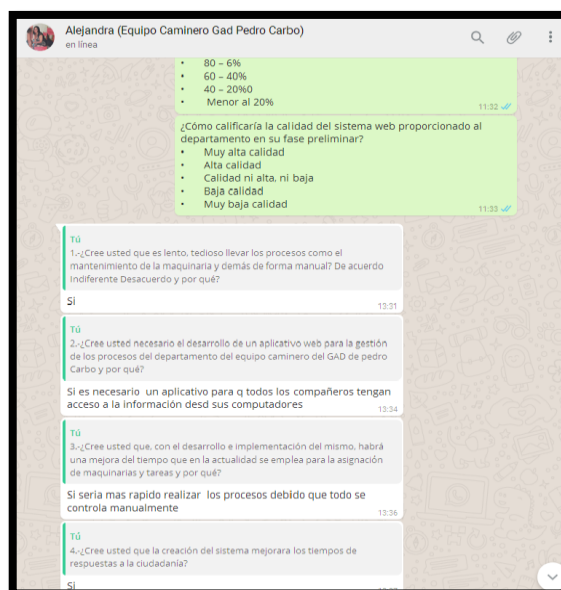 Alejandra (Equipo Caminero Gad Pedro Carbo)
en línea
• 80 – 6%
• 60 – 40%
• 40 – 20%0
• Menor al 20%
11:32
¿Cómo calificaría la calidad del sistema web proporcionado al
departamento en su fase preliminar?
• Muy alta calidad
• Alta calidad
• Calidad ni alta, ni baja
• Baja calidad
• Muy baja calidad
11:33
Tú
1.-¿Cree usted que es lento, tedioso llevar los procesos como el
mantenimiento de la maquinaria y demás de forma manual? De acuerdo
Indiferente Desacuerdo y por qué?
Si
13:31
Tú
2.-¿Cree usted necesario el desarrollo de un aplicativo web para la gestión
de los procesos del departamento del equipo caminero del GAD de pedro
Carbo y por qué?
Si es necesario un aplicativo para q todos los compañeros tengan
acceso a la información desd sus computadores
13:34
Tú
3.-¿Cree usted que, con el desarrollo e implementación del mismo, habrá
una mejora del tiempo que en la actualidad se emplea para la asignación
de maquinarias y tareas y por qué?
Si seria mas rapido realizar los procesos debido que todo se
controla manualmente
13:36
Tú
4.-¿Cree usted que la creación del sistema mejorara los tiempos de
respuestas a la ciudadanía?
Si